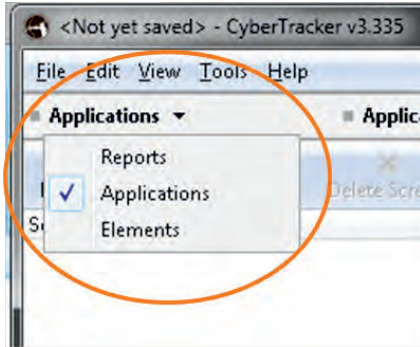 <Not yet saved> - CyberTracker v3.335
File Edit View Tools Help
Applications Applic
Reports
Applications Delete Scre
Elements